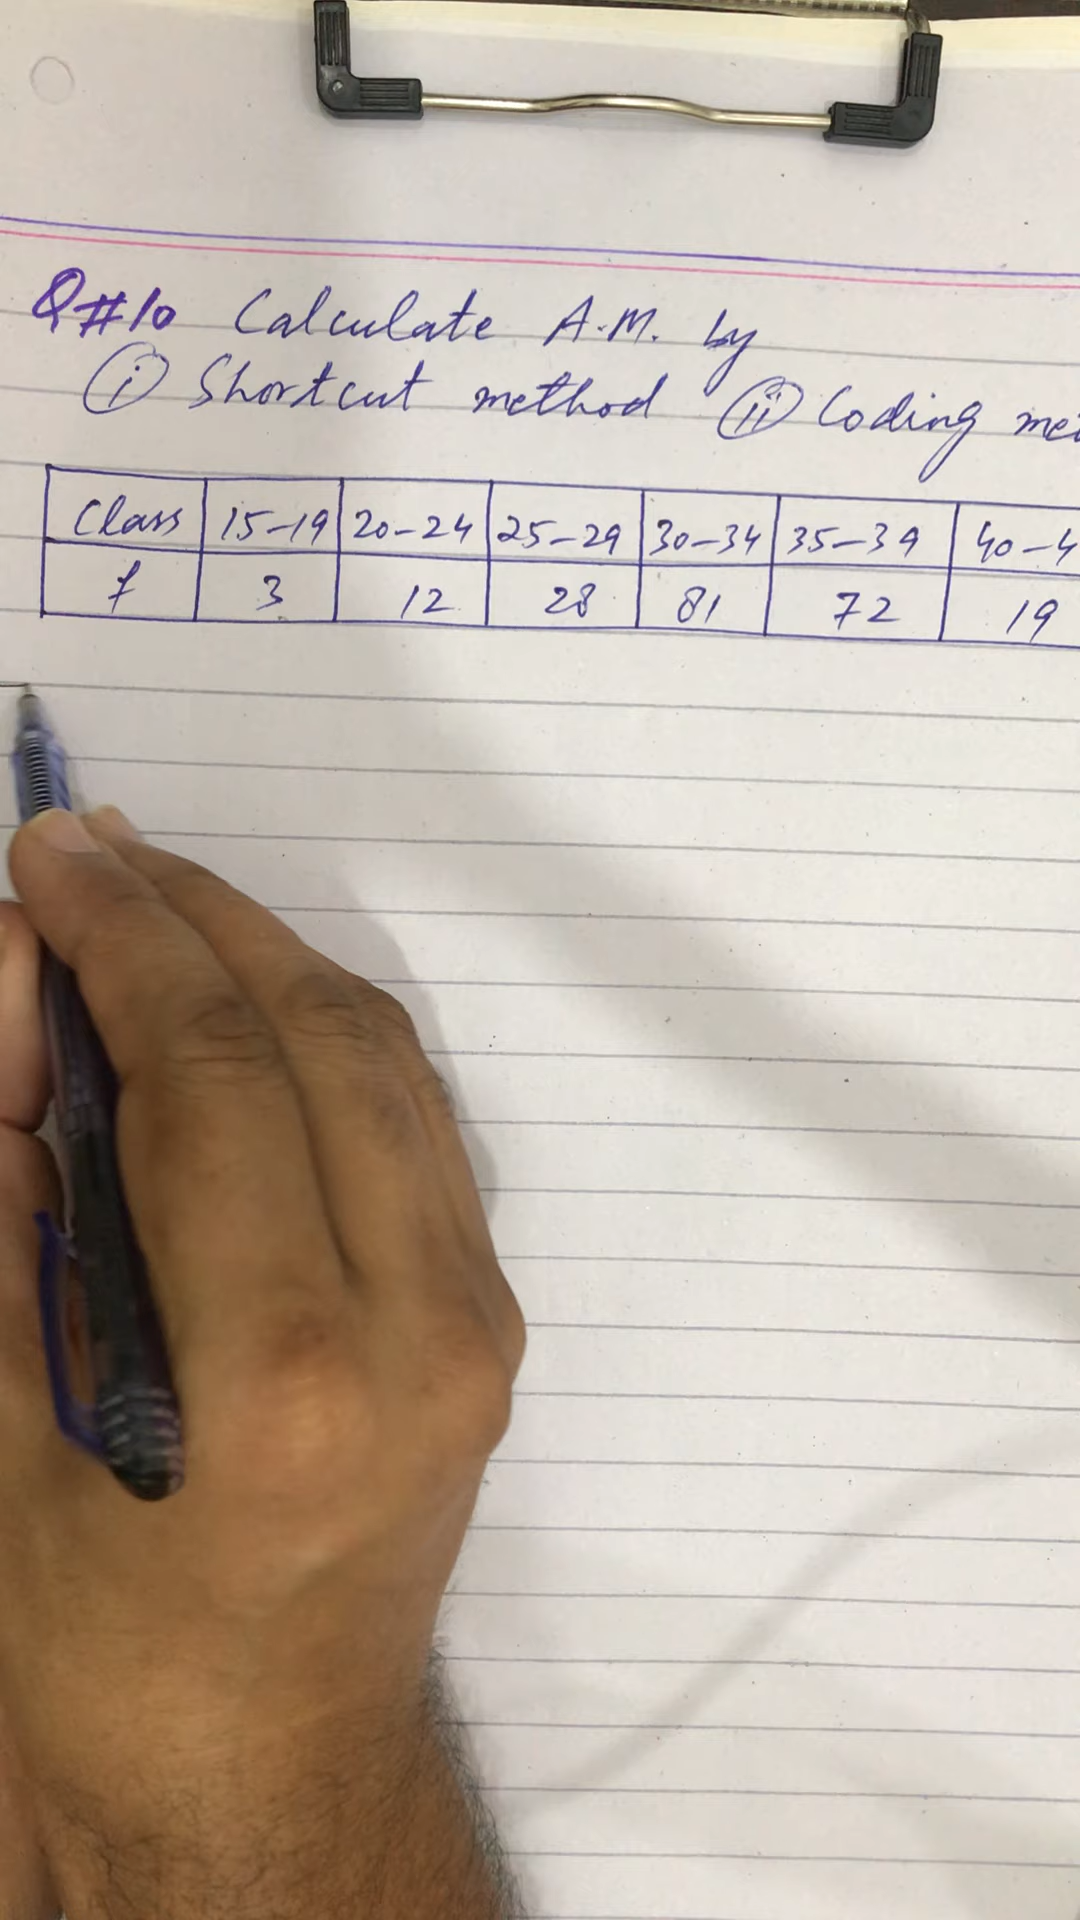 Q#10 Calculate A.M. by
(i) Shortcut method (ii) Coding
Class 15-19 20-24 25-29 30-34 35-39
f 3 12 28 81 72 19